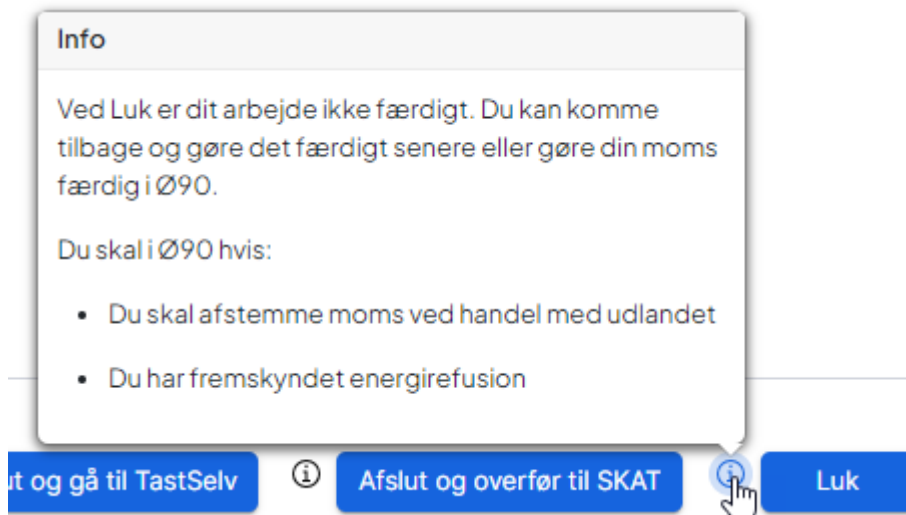 Info
Ved Luk er dit arbejde ikke færdigt. Du kan komme
tilbage og gøre det færdigt senere eller gøre din moms
færdig i Ø90.
Du skal i Ø90 hvis:
• Du skal afstemme moms ved handel med udlandet
• Du har fremskyndet energirefusion
ut og gå til TastSelv
Afslut og overfør til SKAT
Luk